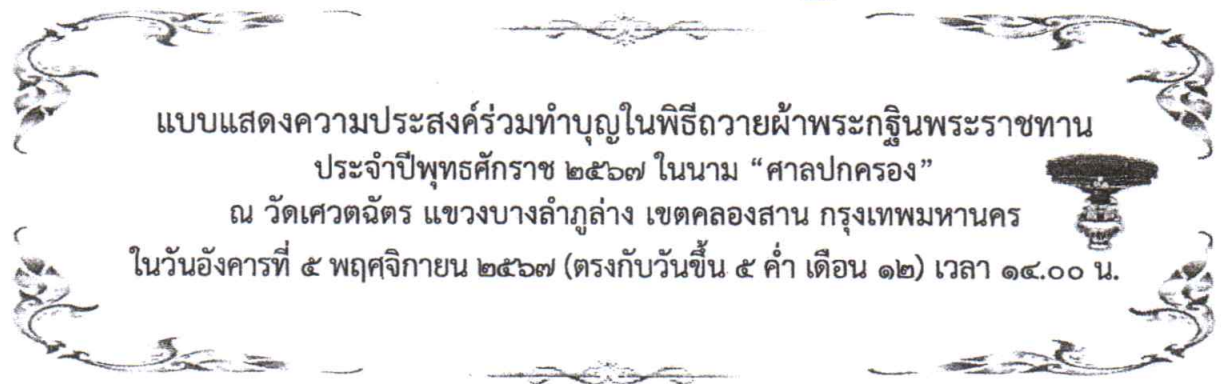 แบบแสดงความประสงค์ร่วมทำบุญในพิธีถวายผ้าพระกฐินพระราชทาน
ประจำปีพุทธศักราช ๒๕๖๗ ในนาม “ศาลปกครอง”
ณ วัดเศวตฉัตร แขวงบางลำภูล่าง เขตคลองสาน กรุงเทพมหานคร
ในวันอังคารที่ ๕ พฤศจิกายน ๒๕๖๗ (ตรงกับวันขึ้น ๕ ค่ำ เดือน ๑๒) เวลา ๑๔.๐๐ น.